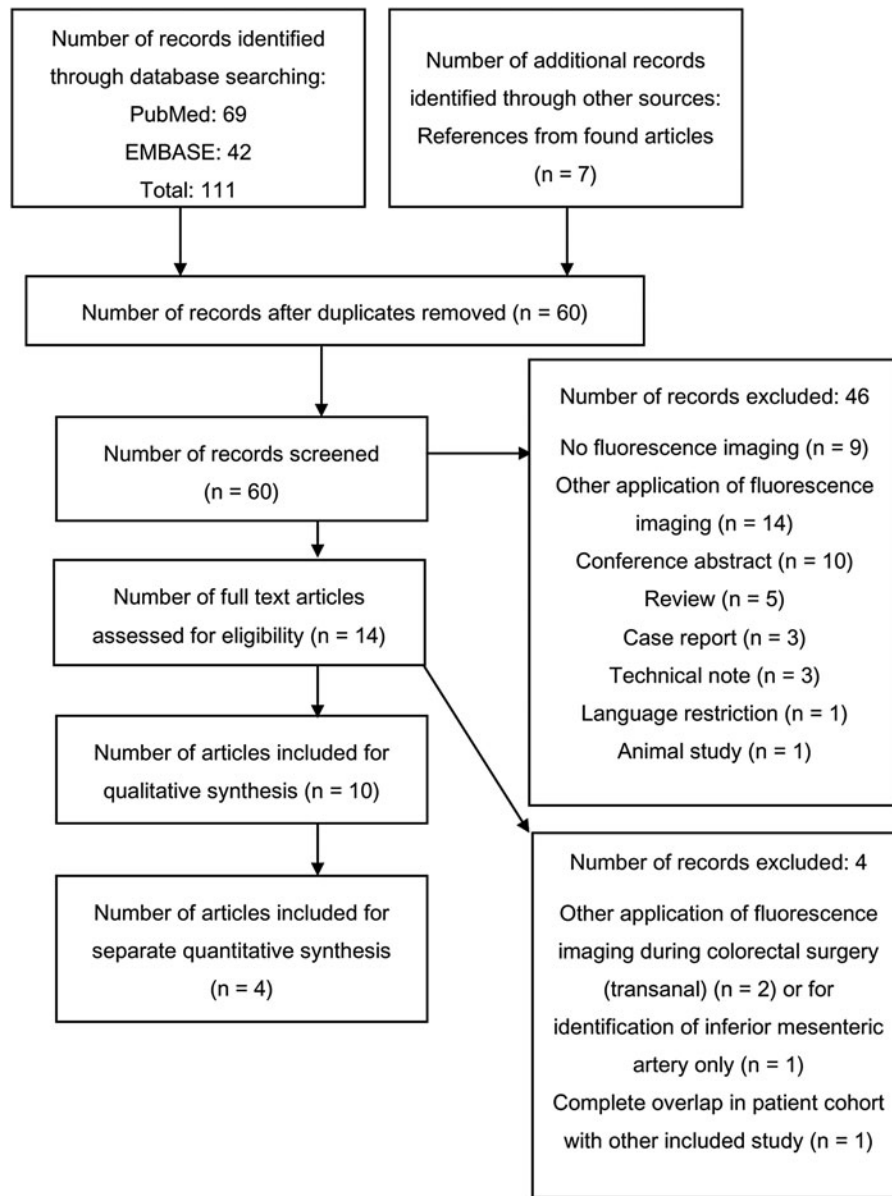 Number of records identified
through database searching:
PubMed: 69
EMBASE: 42
Total: 111
Number of additional records
identified through other sources:
References from found articles
(n = 7)
Number of records after duplicates removed (n = 60)
Number of records screened
(n = 60)
Number of records excluded: 46
No fluorescence imaging (n = 9)
Other application of fluorescence
imaging (n = 14)
Conference abstract (n = 10)
Review (n = 5)
Case report (n = 3)
Technical note (n = 3)
Language restriction (n = 1)
Animal study (n = 1)
Number of full text articles
assessed for eligibility (n = 14)
Number of articles included for
qualitative synthesis (n = 10)
Number of records excluded: 4
Other application of fluorescence
imaging during colorectal surgery
(transanal) (n = 2) or for
identification of inferior mesenteric
artery only (n = 1)
Complete overlap in patient cohort
with other included study (n = 1)
Number of articles included for
separate quantitative synthesis
(n = 4)